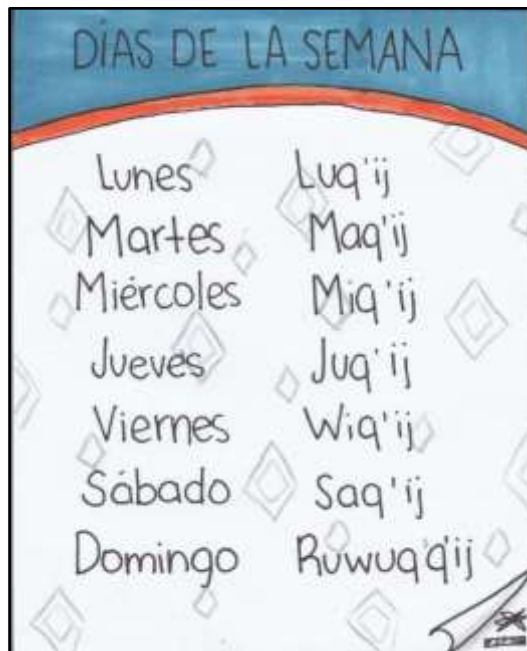 DÍAS DE LA SEMANA
Lunes Luq'ij
Martes Maq'ij
Miércoles Miq'ij
Jueves Juq'ij
Viernes Wiq'ij
Sábado Saq'ij
Domingo Ruwuqq'ij